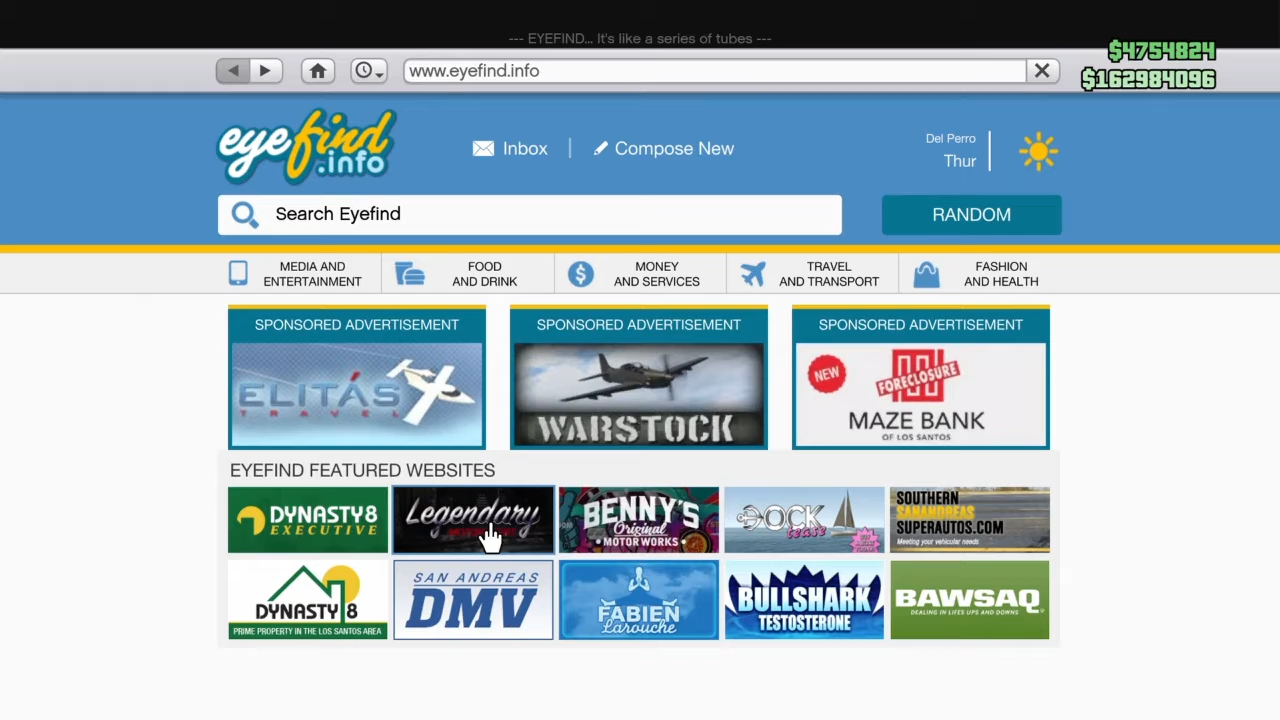 --- EYEFIND... It's like a series of tubes ---
$4754824
www.eyefind.info
$162984096
eyefind
.info
Inbox
Compose New
Del Perro
Thur
Search Eyefind
RANDOM
MEDIA AND
ENTERTAINMENT
FOOD
AND DRINK
MONEY
AND SERVICES
TRAVEL
AND TRANSPORT
FASHION
AND HEALTH
SPONSORED ADVERTISEMENT
ELITÁS
TRAVEL
SPONSORED ADVERTISEMENT
WARSTOCK
SPONSORED ADVERTISEMENT
NEW
FORECLOSURE
MAZE BANK
OF LOS SANTOS
EYEFIND FEATURED WEBSITES
DYNASTY8
EXECUTIVE
Legendary
BENNY'S
Original
MOTORWORKS
DOCK
tease
SOUTHERN
SANANDREAS
SUPERAUTOS.COM
Meeting your vehicular needs
DYNASTY 8
PRIME PROPERTY IN THE LOS SANTOS AREA
SAN ANDREAS
DMV
FABIEN
Larouche
BULLSHARK
TESTOSTERONE
BAWSAQ
DEALING IN LIFES UPS AND DOWNS